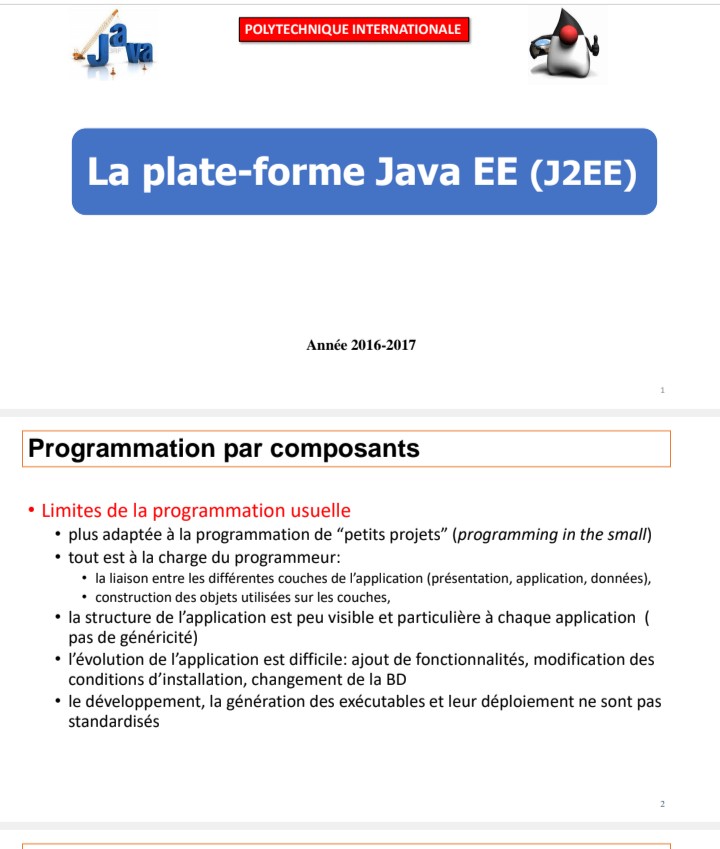 Java
POLYTECHNIQUE INTERNATIONALE
La plate-forme Java EE (J2EE)
Année 2016-2017
1
Programmation par composants
• Limites de la programmation usuelle
• plus adaptée à la programmation de “petits projets” (programming in the small)
• tout est à la charge du programmeur:
• la liaison entre les différentes couches de l’application (présentation, application, données),
• construction des objets utilisées sur les couches,
• la structure de l’application est peu visible et particulière à chaque application (
pas de généricité)
• l’évolution de l’application est difficile: ajout de fonctionnalités, modification des
conditions d’installation, changement de la BD
• le développement, la génération des exécutables et leur déploiement ne sont pas
standardisés
2